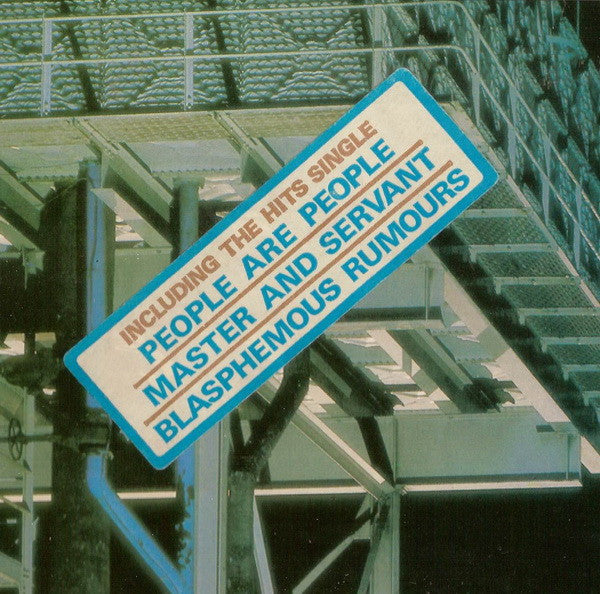 INCLUDING THE HITS SINGLE
PEOPLE ARE PEOPLE
MASTER AND SERVANT
BLASPHEMOUS RUMOURS